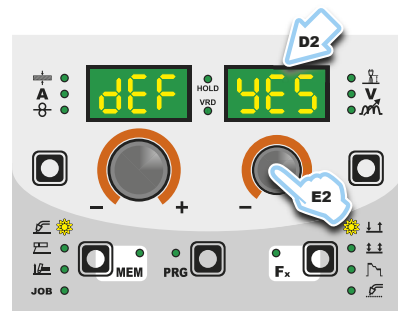 D2
dEF
YES
HOLD
VRD
A
V
- +
-
E2
MEM
PRG
Fx
JOB